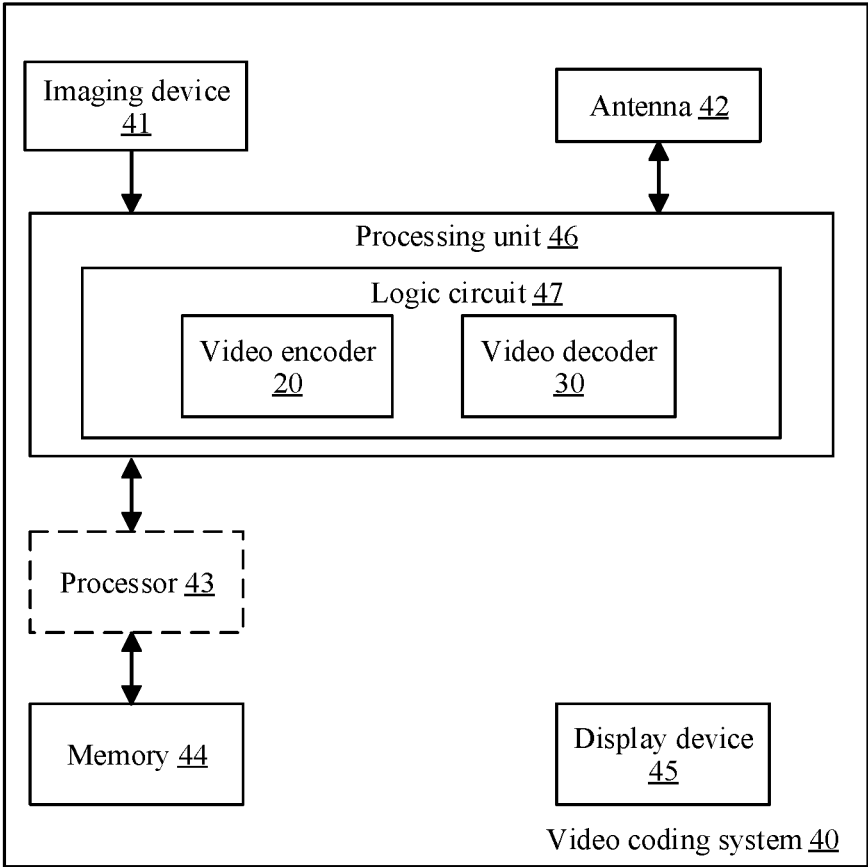 Imaging device
41
Antenna 42
Processing unit 46
Logic circuit 47
Video encoder
20
Video decoder
30
Processor 43
Memory 44
Display device
45
Video coding system 40